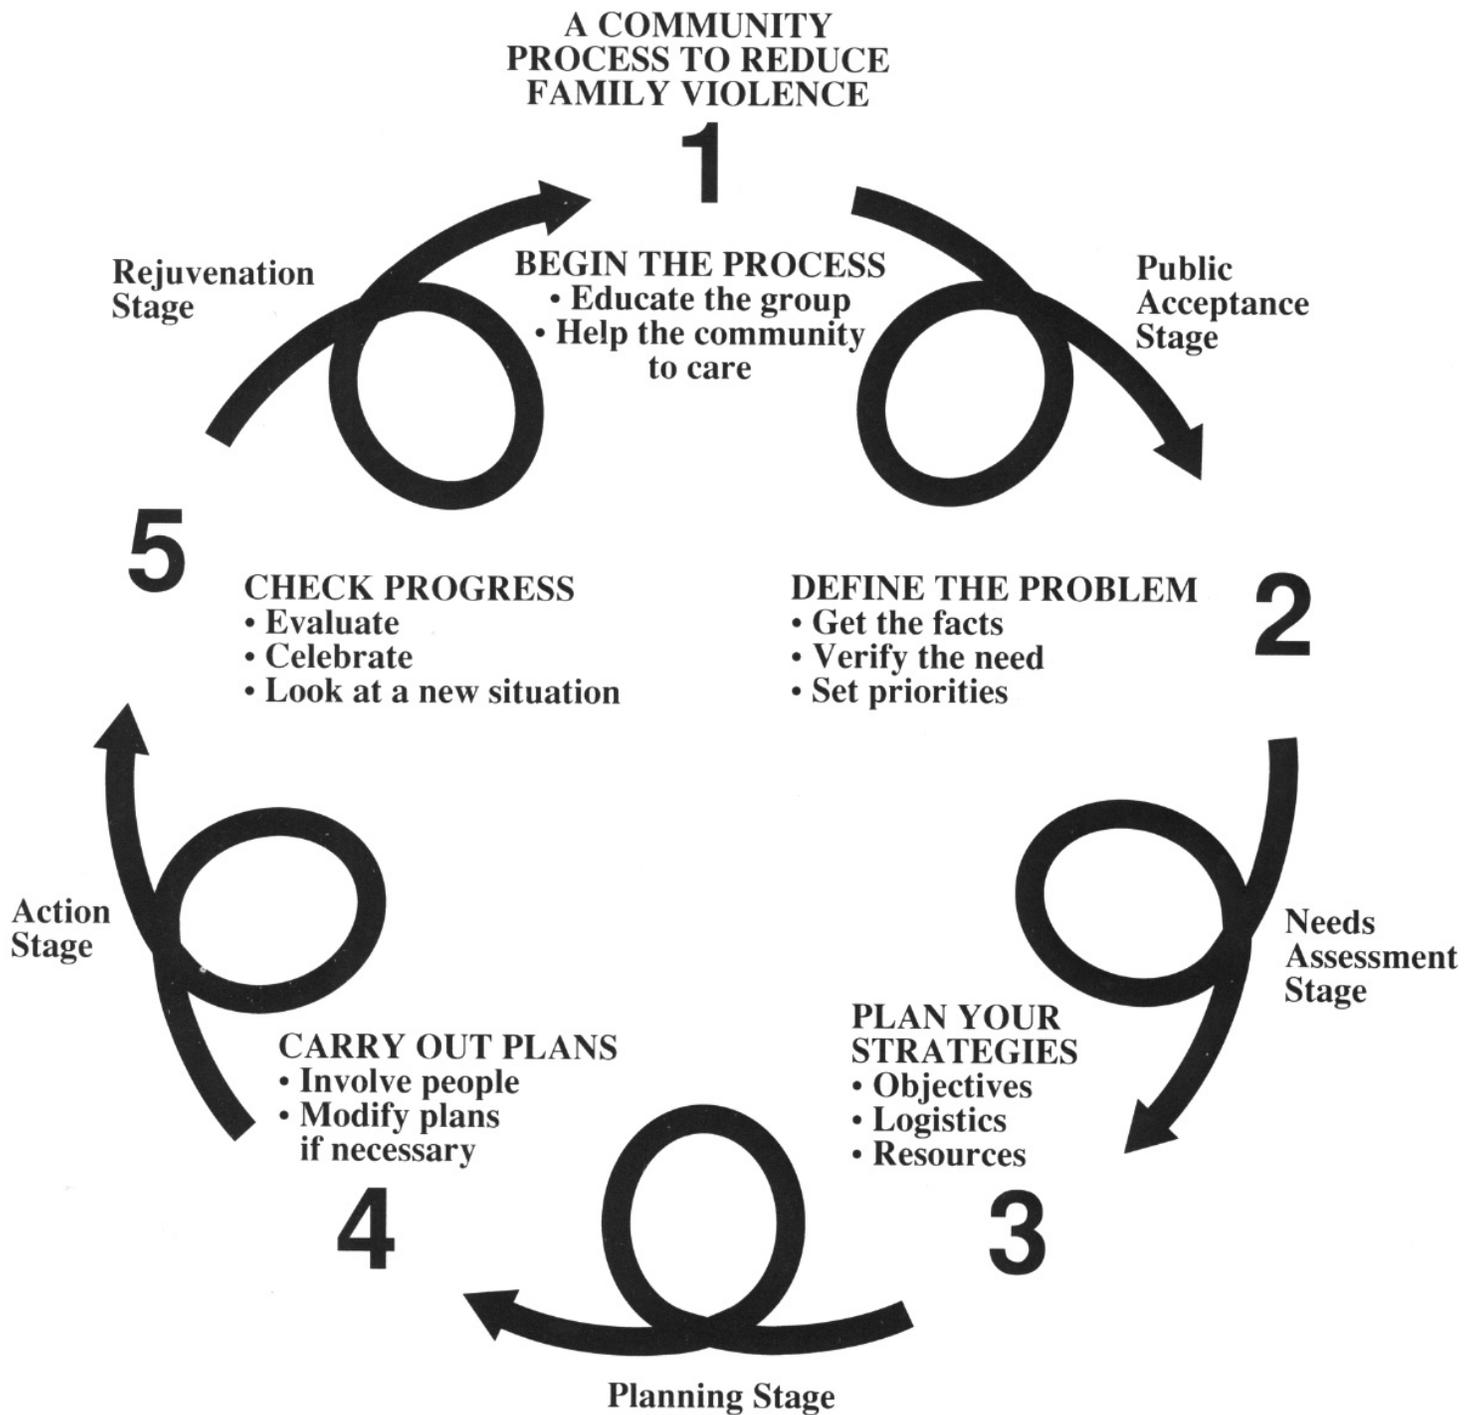 A COMMUNITY
PROCESS TO REDUCE
FAMILY VIOLENCE
1
BEGIN THE PROCESS
• Educate the group
• Help the community
to care
Public
Acceptance
Stage
2
DEFINE THE PROBLEM
• Get the facts
• Verify the need
• Set priorities
Needs
Assessment
Stage
PLAN YOUR
STRATEGIES
• Objectives
• Logistics
• Resources
3
Planning Stage
CARRY OUT PLANS
• Involve people
• Modify plans
if necessary
4
Action
Stage
5
CHECK PROGRESS
• Evaluate
• Celebrate
• Look at a new situation
Rejuvenation
Stage